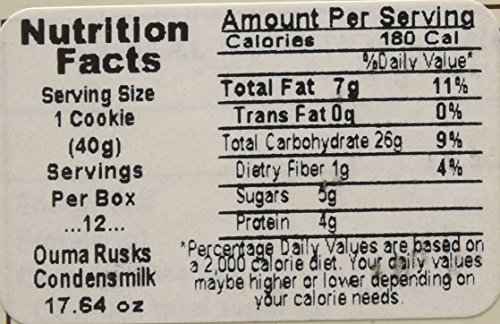 Nutrition
Facts
Serving Size
1 Cookie
(40g)
Servings
Per Box
...12...
Ouma Rusks
Condensmilk
17.64 oz
Amount Per Serving
Calories 180 Cal
%Daily Value*
Total Fat 7g 11%
Trans Fat 0g 0%
Total Carbohydrate 26g 9%
Dietry Fiber 1g 4%
Sugars 5g
Protein 4g
*Percentage Daily Values are based on
a 2,000 calorie diet. Your daily values
maybe higher or lower depending on
your calorie needs.